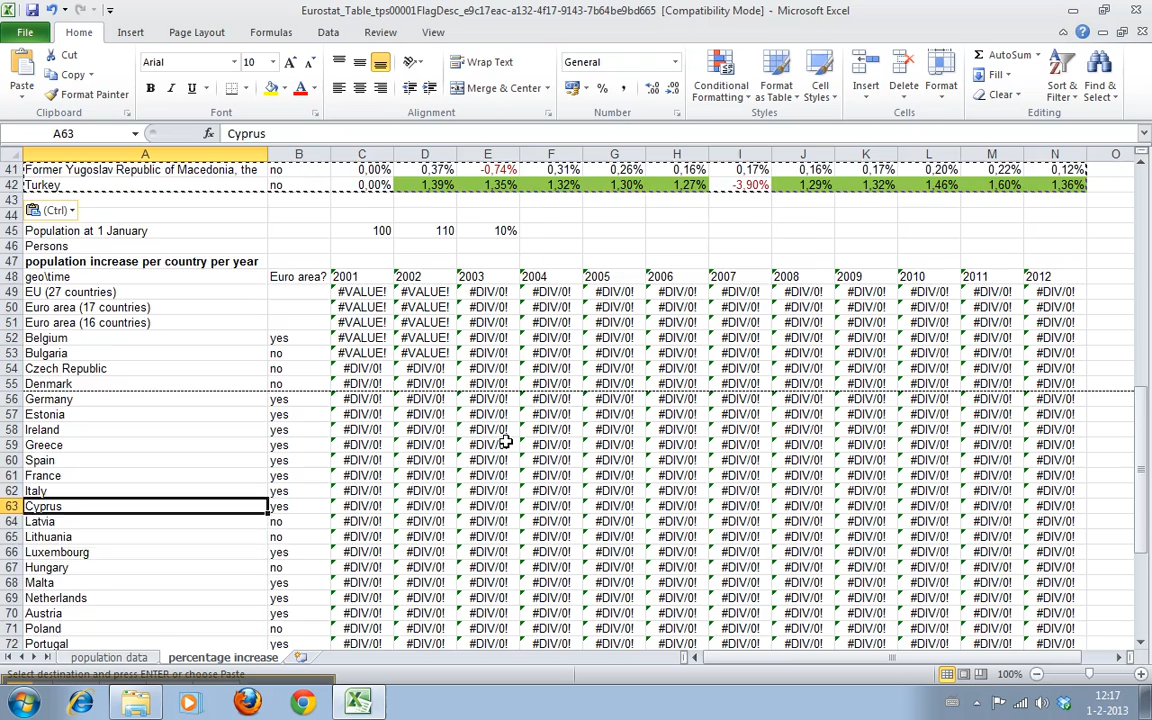 Eurostat_Table_tps00001FlagDesc_e9c17eac-a132-4f17-9143-7b64be9bd665 [Compatibility Mode] - Microsoft Excel
File Home Insert Page Layout Formulas Data Review View
Cut Arial 10 Wrap Text General AutoSum
Copy Fill
Paste Format Painter Merge & Center Conditional Formatting Format as Table Cell Styles Insert Delete Format Clear Sort & Filter Find & Select
Clipboard Font Alignment Number Styles Cells Editing
A63 fx Cyprus
A B C D E F G H I J K L M N O
41 Former Yugoslav Republic of Macedonia, the no 0,00% 0,37% -0,74% 0,31% 0,26% 0,16% 0,17% 0,16% 0,17% 0,20% 0,22% 0,12%
42 Turkey no 0,00% 1,39% 1,35% 1,32% 1,30% 1,27% -3,90% 1,29% 1,32% 1,46% 1,60% 1,36%
43
44 (Ctrl)
45 Population at 1 January 100 110 10%
46 Persons
47 population increase per country per year
48 geo\time Euro area? 2001 2002 2003 2004 2005 2006 2007 2008 2009 2010 2011 2012
49 EU (27 countries) #VALUE! #VALUE! #DIV/0! #DIV/0! #DIV/0! #DIV/0! #DIV/0! #DIV/0! #DIV/0! #DIV/0! #DIV/0! #DIV/0!
50 Euro area (17 countries) #VALUE! #VALUE! #DIV/0! #DIV/0! #DIV/0! #DIV/0! #DIV/0! #DIV/0! #DIV/0! #DIV/0! #DIV/0! #DIV/0!
51 Euro area (16 countries) #VALUE! #VALUE! #DIV/0! #DIV/0! #DIV/0! #DIV/0! #DIV/0! #DIV/0! #DIV/0! #DIV/0! #DIV/0! #DIV/0!
52 Belgium yes #VALUE! #VALUE! #DIV/0! #DIV/0! #DIV/0! #DIV/0! #DIV/0! #DIV/0! #DIV/0! #DIV/0! #DIV/0! #DIV/0!
53 Bulgaria no #VALUE! #VALUE! #DIV/0! #DIV/0! #DIV/0! #DIV/0! #DIV/0! #DIV/0! #DIV/0! #DIV/0! #DIV/0! #DIV/0!
54 Czech Republic no #DIV/0! #DIV/0! #DIV/0! #DIV/0! #DIV/0! #DIV/0! #DIV/0! #DIV/0! #DIV/0! #DIV/0! #DIV/0! #DIV/0!
55 Denmark no #DIV/0! #DIV/0! #DIV/0! #DIV/0! #DIV/0! #DIV/0! #DIV/0! #DIV/0! #DIV/0! #DIV/0! #DIV/0! #DIV/0!
56 Germany yes #DIV/0! #DIV/0! #DIV/0! #DIV/0! #DIV/0! #DIV/0! #DIV/0! #DIV/0! #DIV/0! #DIV/0! #DIV/0! #DIV/0!
57 Estonia yes #DIV/0! #DIV/0! #DIV/0! #DIV/0! #DIV/0! #DIV/0! #DIV/0! #DIV/0! #DIV/0! #DIV/0! #DIV/0! #DIV/0!
58 Ireland yes #DIV/0! #DIV/0! #DIV/0! #DIV/0! #DIV/0! #DIV/0! #DIV/0! #DIV/0! #DIV/0! #DIV/0! #DIV/0! #DIV/0!
59 Greece yes #DIV/0! #DIV/0! #DIV/0! #DIV/0! #DIV/0! #DIV/0! #DIV/0! #DIV/0! #DIV/0! #DIV/0! #DIV/0! #DIV/0!
60 Spain yes #DIV/0! #DIV/0! #DIV/0! #DIV/0! #DIV/0! #DIV/0! #DIV/0! #DIV/0! #DIV/0! #DIV/0! #DIV/0! #DIV/0!
61 France yes #DIV/0! #DIV/0! #DIV/0! #DIV/0! #DIV/0! #DIV/0! #DIV/0! #DIV/0! #DIV/0! #DIV/0! #DIV/0! #DIV/0!
62 Italy yes #DIV/0! #DIV/0! #DIV/0! #DIV/0! #DIV/0! #DIV/0! #DIV/0! #DIV/0! #DIV/0! #DIV/0! #DIV/0! #DIV/0!
63 Cyprus yes #DIV/0! #DIV/0! #DIV/0! #DIV/0! #DIV/0! #DIV/0! #DIV/0! #DIV/0! #DIV/0! #DIV/0! #DIV/0! #DIV/0!
64 Latvia no #DIV/0! #DIV/0! #DIV/0! #DIV/0! #DIV/0! #DIV/0! #DIV/0! #DIV/0! #DIV/0! #DIV/0! #DIV/0! #DIV/0!
65 Lithuania no #DIV/0! #DIV/0! #DIV/0! #DIV/0! #DIV/0! #DIV/0! #DIV/0! #DIV/0! #DIV/0! #DIV/0! #DIV/0! #DIV/0!
66 Luxembourg yes #DIV/0! #DIV/0! #DIV/0! #DIV/0! #DIV/0! #DIV/0! #DIV/0! #DIV/0! #DIV/0! #DIV/0! #DIV/0! #DIV/0!
67 Hungary no #DIV/0! #DIV/0! #DIV/0! #DIV/0! #DIV/0! #DIV/0! #DIV/0! #DIV/0! #DIV/0! #DIV/0! #DIV/0! #DIV/0!
68 Malta yes #DIV/0! #DIV/0! #DIV/0! #DIV/0! #DIV/0! #DIV/0! #DIV/0! #DIV/0! #DIV/0! #DIV/0! #DIV/0! #DIV/0!
69 Netherlands yes #DIV/0! #DIV/0! #DIV/0! #DIV/0! #DIV/0! #DIV/0! #DIV/0! #DIV/0! #DIV/0! #DIV/0! #DIV/0! #DIV/0!
70 Austria yes #DIV/0! #DIV/0! #DIV/0! #DIV/0! #DIV/0! #DIV/0! #DIV/0! #DIV/0! #DIV/0! #DIV/0! #DIV/0! #DIV/0!
71 Poland no #DIV/0! #DIV/0! #DIV/0! #DIV/0! #DIV/0! #DIV/0! #DIV/0! #DIV/0! #DIV/0! #DIV/0! #DIV/0! #DIV/0!
72 Portugal yes #DIV/0! #DIV/0! #DIV/0! #DIV/0! #DIV/0! #DIV/0! #DIV/0! #DIV/0! #DIV/0! #DIV/0! #DIV/0! #DIV/0!
population data percentage increase
Select destination and press ENTER or choose Paste 100%
12:17
1-2-2013